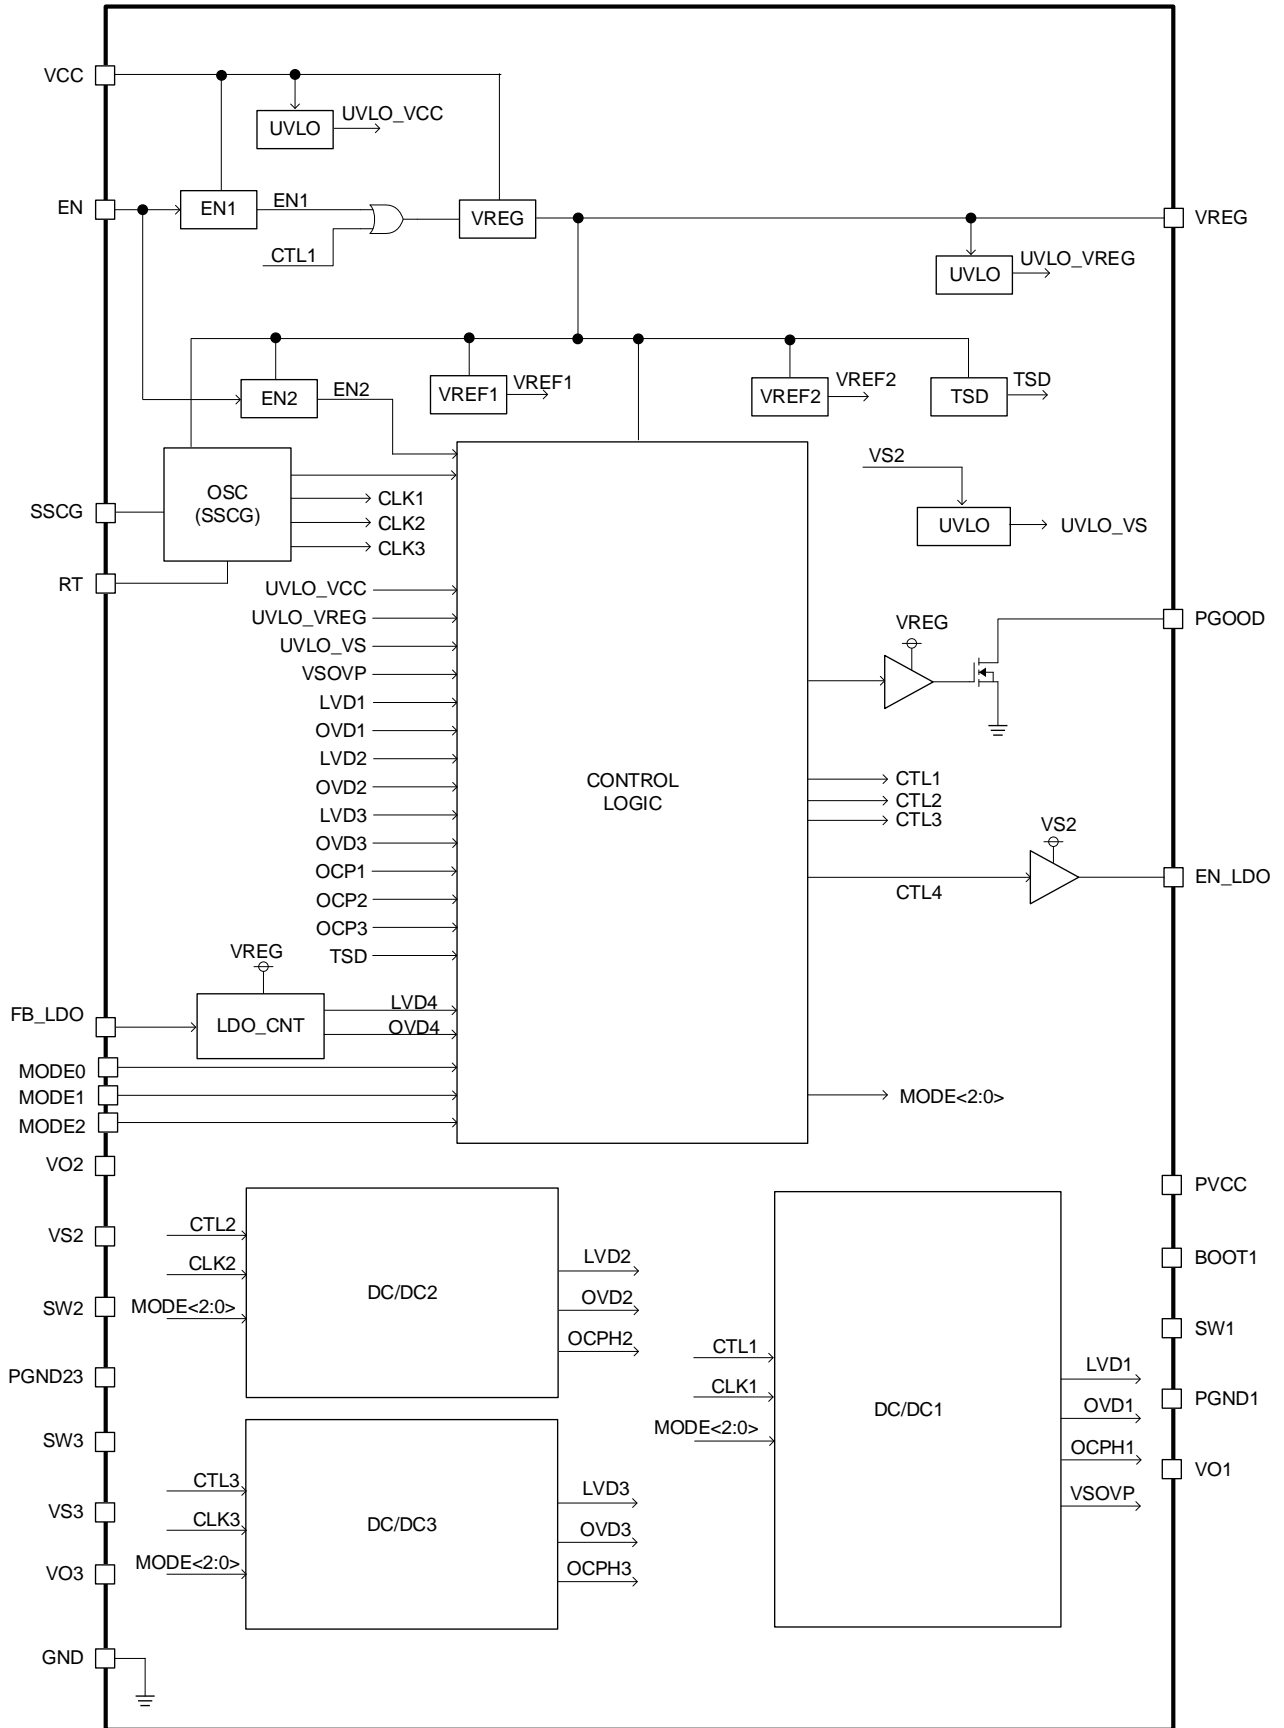 VCC
UVLO
UVLO_VCC
EN
EN1
EN1
CTL1
VREG
VREG
UVLO
UVLO_VREG
EN2
EN2
VREF1
VREF1
VREF2
VREF2
TSD
TSD
OSC
(SSCG)
SSCG
CLK1
CLK2
CLK3
RT
VS2
UVLO
UVLO_VS
UVLO_VCC
UVLO_VREG
UVLO_VS
VSOVP
LVD1
OVD1
LVD2
OVD2
LVD3
OVD3
OCP1
OCP2
OCP3
TSD
CONTROL
LOGIC
VREG
PGOOD
CTL1
CTL2
CTL3
CTL4
VS2
EN_LDO
VREG
FB_LDO
LDO_CNT
LVD4
OVD4
MODE0
MODE1
MODE2
MODE<2:0>
VO2
VS2
SW2
PGND23
SW3
VS3
VO3
GND
CTL2
CLK2
MODE<2:0>
DC/DC2
LVD2
OVD2
OCPH2
CTL3
CLK3
MODE<2:0>
DC/DC3
LVD3
OVD3
OCPH3
CTL1
CLK1
MODE<2:0>
DC/DC1
LVD1
OVD1
OCPH1
VSOVP
PVCC
BOOT1
SW1
PGND1
VO1